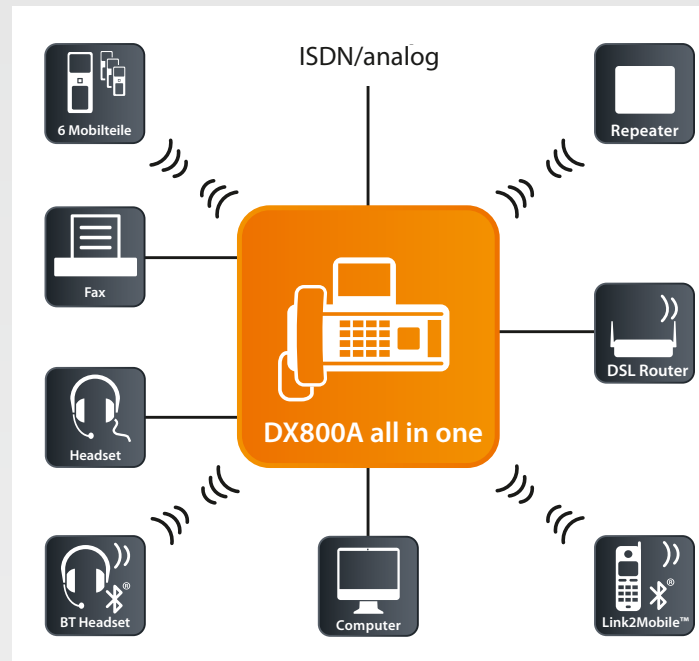 ISDN/analog
6 Mobilteile
Repeater
Fax
DSL Router
DX800A all in one
Headset
BT Headset
®
Computer
Link2Mobile™
®